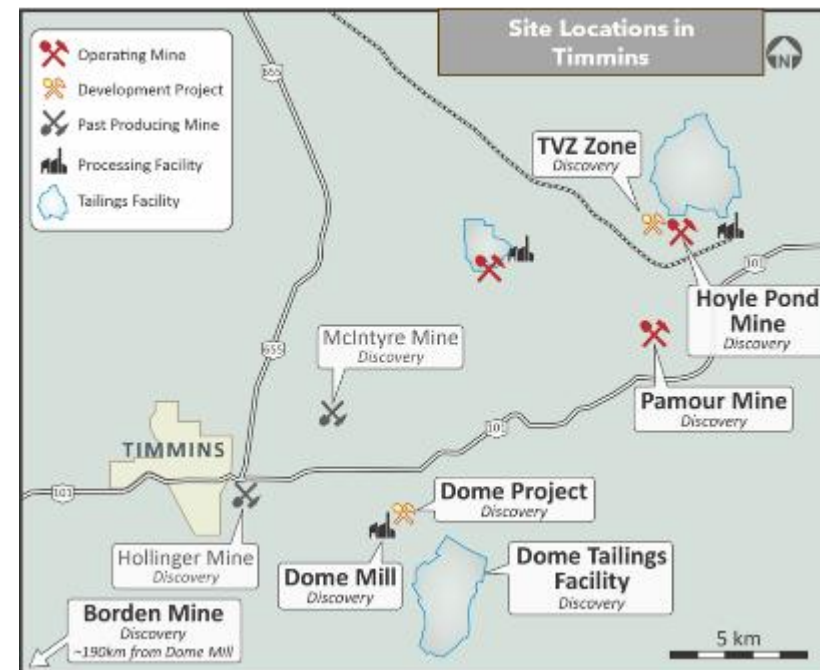 Site Locations in
Timmins
N
Operating Mine
Development Project
Past Producing Mine
Processing Facility
Tailings Facility
655
TVZ Zone
Discovery
101
Hoyle Pond
Mine
Discovery
655
McIntyre Mine
Discovery
Pamour Mine
Discovery
101
TIMMINS
101
Dome Project
Discovery
Hollinger Mine
Discovery
Dome Mill
Discovery
Dome Tailings
Facility
Discovery
Borden Mine
Discovery
~190km from Dome Mill
5 km